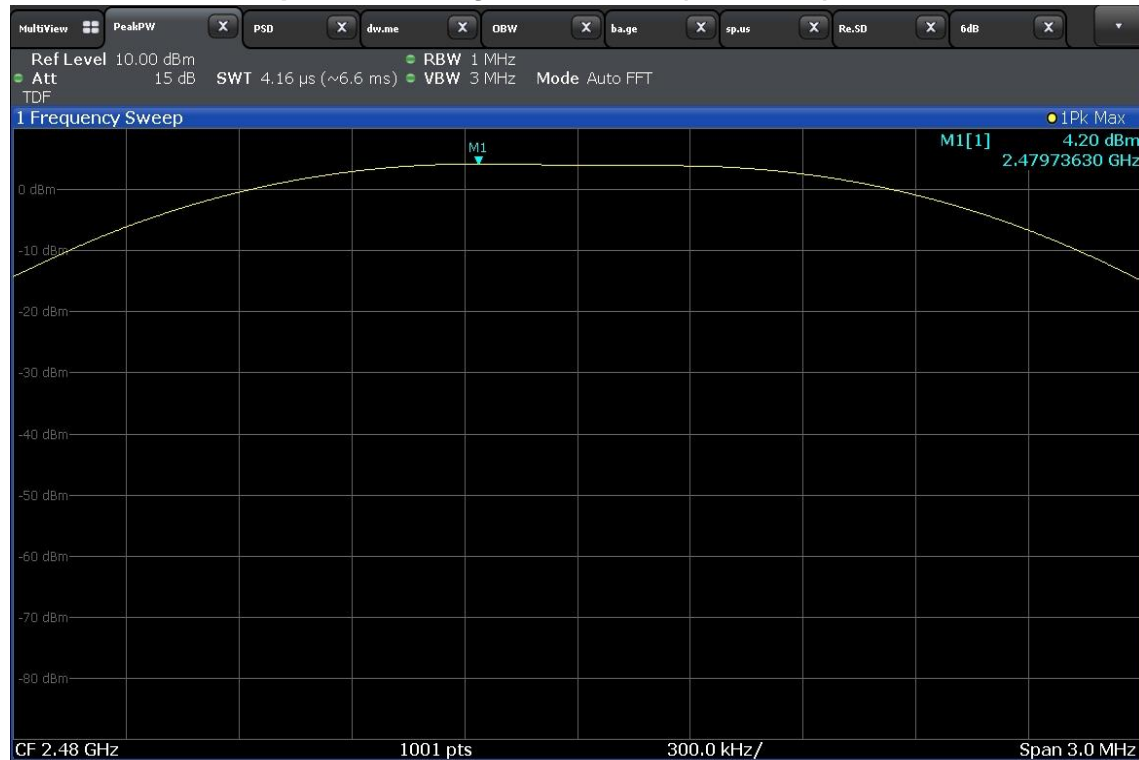 MultiView PeakPW X PSD X dw.me X OBW X ba.ge X sp.us X Re.SD X 6dB X
Ref Level 10.00 dBm RBW 1 MHz
Att 15 dB SWT 4.16 µs (~6.6 ms) VBW 3 MHz Mode Auto FFT
TDF
1 Frequency Sweep 1Pk Max
M1[1] 4.20 dBm
2.47973630 GHz
M1
0 dBm
-10 dBm
-20 dBm
-30 dBm
-40 dBm
-50 dBm
-60 dBm
-70 dBm
-80 dBm
CF 2.48 GHz 1001 pts 300.0 kHz/ Span 3.0 MHz